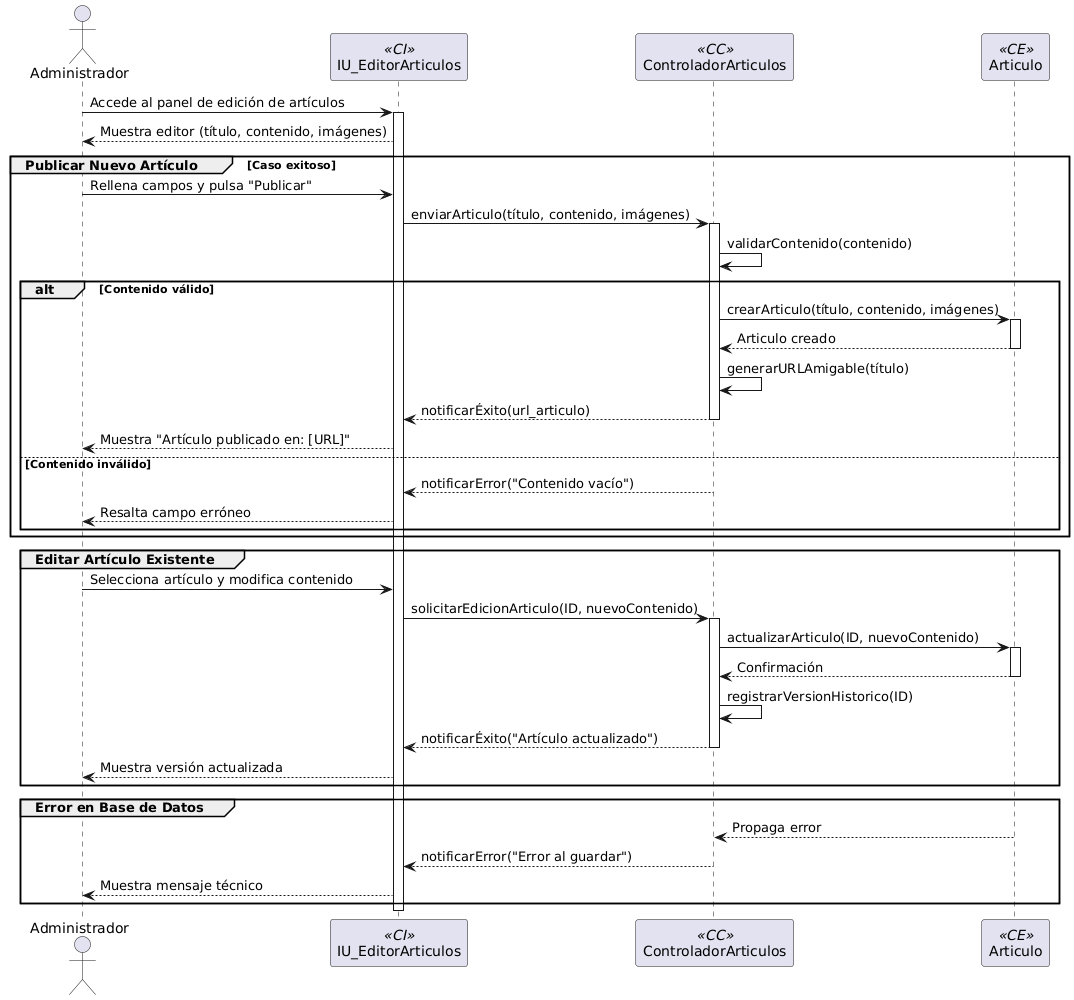 Administrador
«CI»
IU_EditorArticulos
«CC»
ControladorArticulos
«CE»
Articulo
Accede al panel de edición de artículos
Muestra editor (título, contenido, imágenes)
Publicar Nuevo Artículo [Caso exitoso]
Rellena campos y pulsa "Publicar"
enviarArticulo(título, contenido, imágenes)
validarContenido(contenido)
alt [Contenido válido]
crearArticulo(título, contenido, imágenes)
Articulo creado
generarURLAmigable(título)
notificarÉxito(url_articulo)
Muestra "Artículo publicado en: [URL]"
[Contenido inválido]
notificarError("Contenido vacío")
Resalta campo erróneo
Editar Artículo Existente
Selecciona artículo y modifica contenido
solicitarEdicionArticulo(ID, nuevoContenido)
actualizarArticulo(ID, nuevoContenido)
Confirmación
registrarVersionHistorico(ID)
notificarÉxito("Artículo actualizado")
Muestra versión actualizada
Error en Base de Datos
Propaga error
notificarError("Error al guardar")
Muestra mensaje técnico
Administrador
«CI»
IU_EditorArticulos
«CC»
ControladorArticulos
«CE»
Articulo